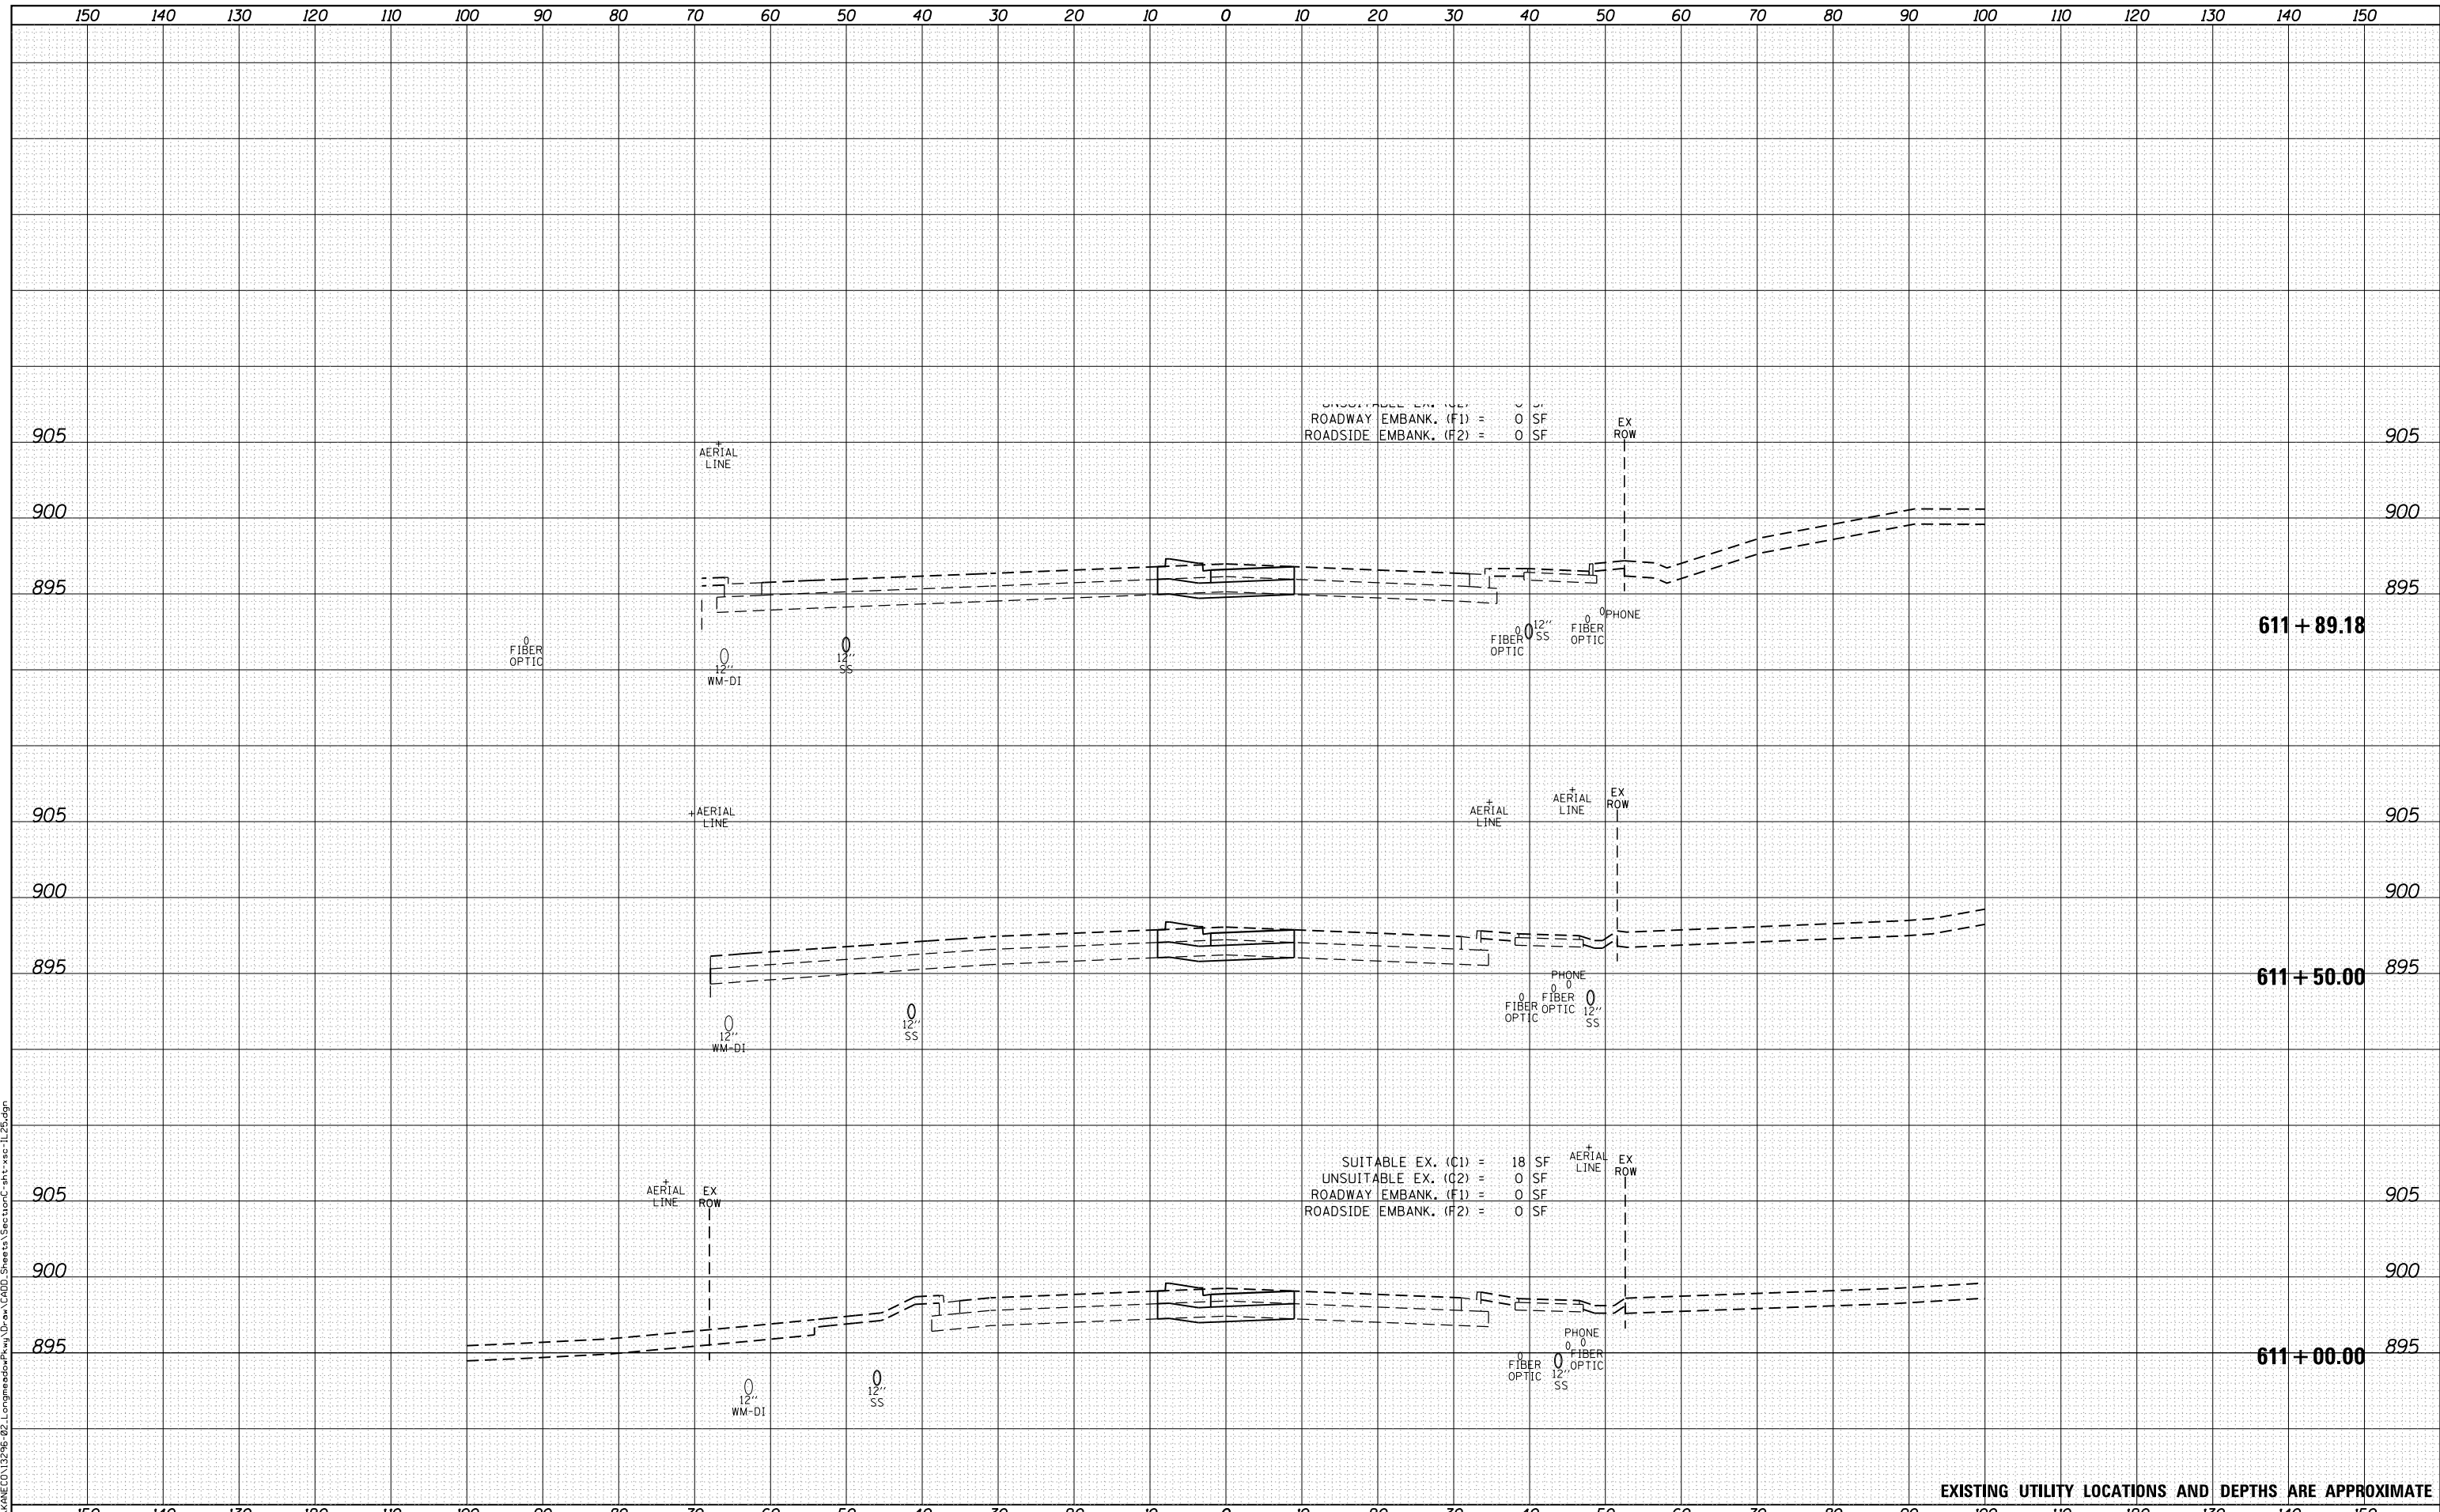 150 140 130 120 110 100 90 80 70 60 50 40 30 20 10 0 10 20 30 40 50 60 70 80 90 100 110 120 130 140 150
ROADWAY EMBANK. (F1) = 0 SF
ROADSIDE EMBANK. (F2) = 0 SF
EX
ROW
905
AERIAL
LINE
905
900
900
895
895
FIBER
OPTIC
12''
WM-DI
12''
SS
FIBER
OPTIC
12''
SS
FIBER
OPTIC
PHONE
611+89.18
905
AERIAL
LINE
AERIAL
LINE
AERIAL
LINE
EX
ROW
905
900
900
895
895
12''
WM-DI
12''
SS
FIBER
OPTIC
PHONE
FIBER
OPTIC
12''
SS
611+50.00
SUITABLE EX. (C1) = 18 SF
UNSUITABLE EX. (C2) = 0 SF
ROADWAY EMBANK. (F1) = 0 SF
ROADSIDE EMBANK. (F2) = 0 SF
AERIAL
LINE
EX
ROW
905
AERIAL
LINE
EX
ROW
905
900
900
895
895
12''
WM-DI
12''
SS
FIBER
OPTIC
PHONE
FIBER
OPTIC
12''
SS
611+00.00
EXISTING UTILITY LOCATIONS AND DEPTHS ARE APPROXIMATE